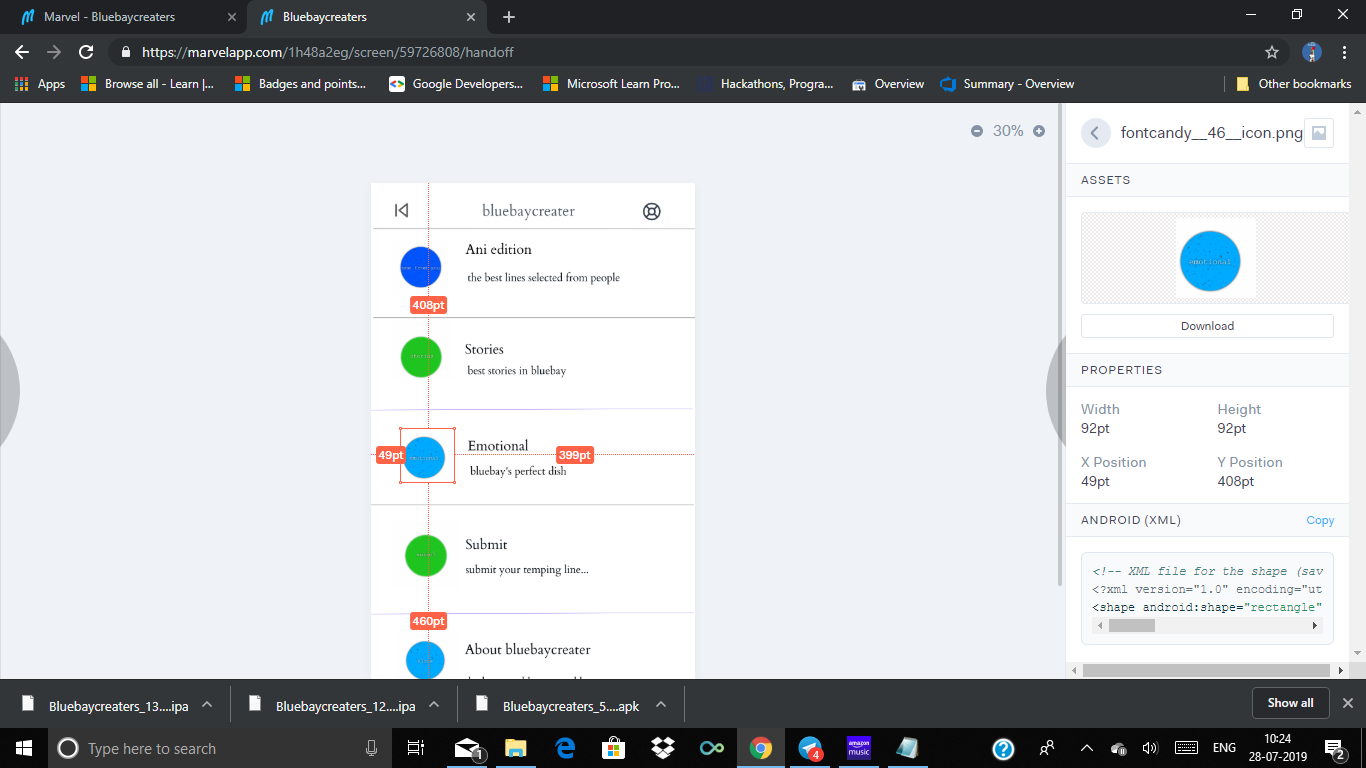 Marvel - Bluebaycreaters
Bluebaycreaters
https://marvelapp.com/1h48a2eg/screen/59726808/handoff
Apps
Browse all - Learn |...
Badges and points...
Google Developers...
Microsoft Learn Pro...
Hackathons, Progra...
Overview
Summary - Overview
Other bookmarks
30%
bluebaycreater
Ani edition
the best lines selected from people
408pt
stories
Stories
best stories in bluebay
49pt
emotional
Emotional
399pt
bluebay's perfect dish
Submit
submit your temping line...
460pt
About bluebaycreater
fontcandy__46__icon.png
ASSETS
emotional
Download
PROPERTIES
Width
Height
92pt
92pt
X Position
Y Position
49pt
408pt
ANDROID (XML)
Copy
<!-- XML file for the shape (sav
<?xml version="1.0" encoding="ut
<shape android:shape="rectangle"
Bluebaycreaters_13....ipa
Bluebaycreaters_12....ipa
Bluebaycreaters_5....apk
Show all
Type here to search
1
4
amazon music
ENG
10:24
28-07-2019
2